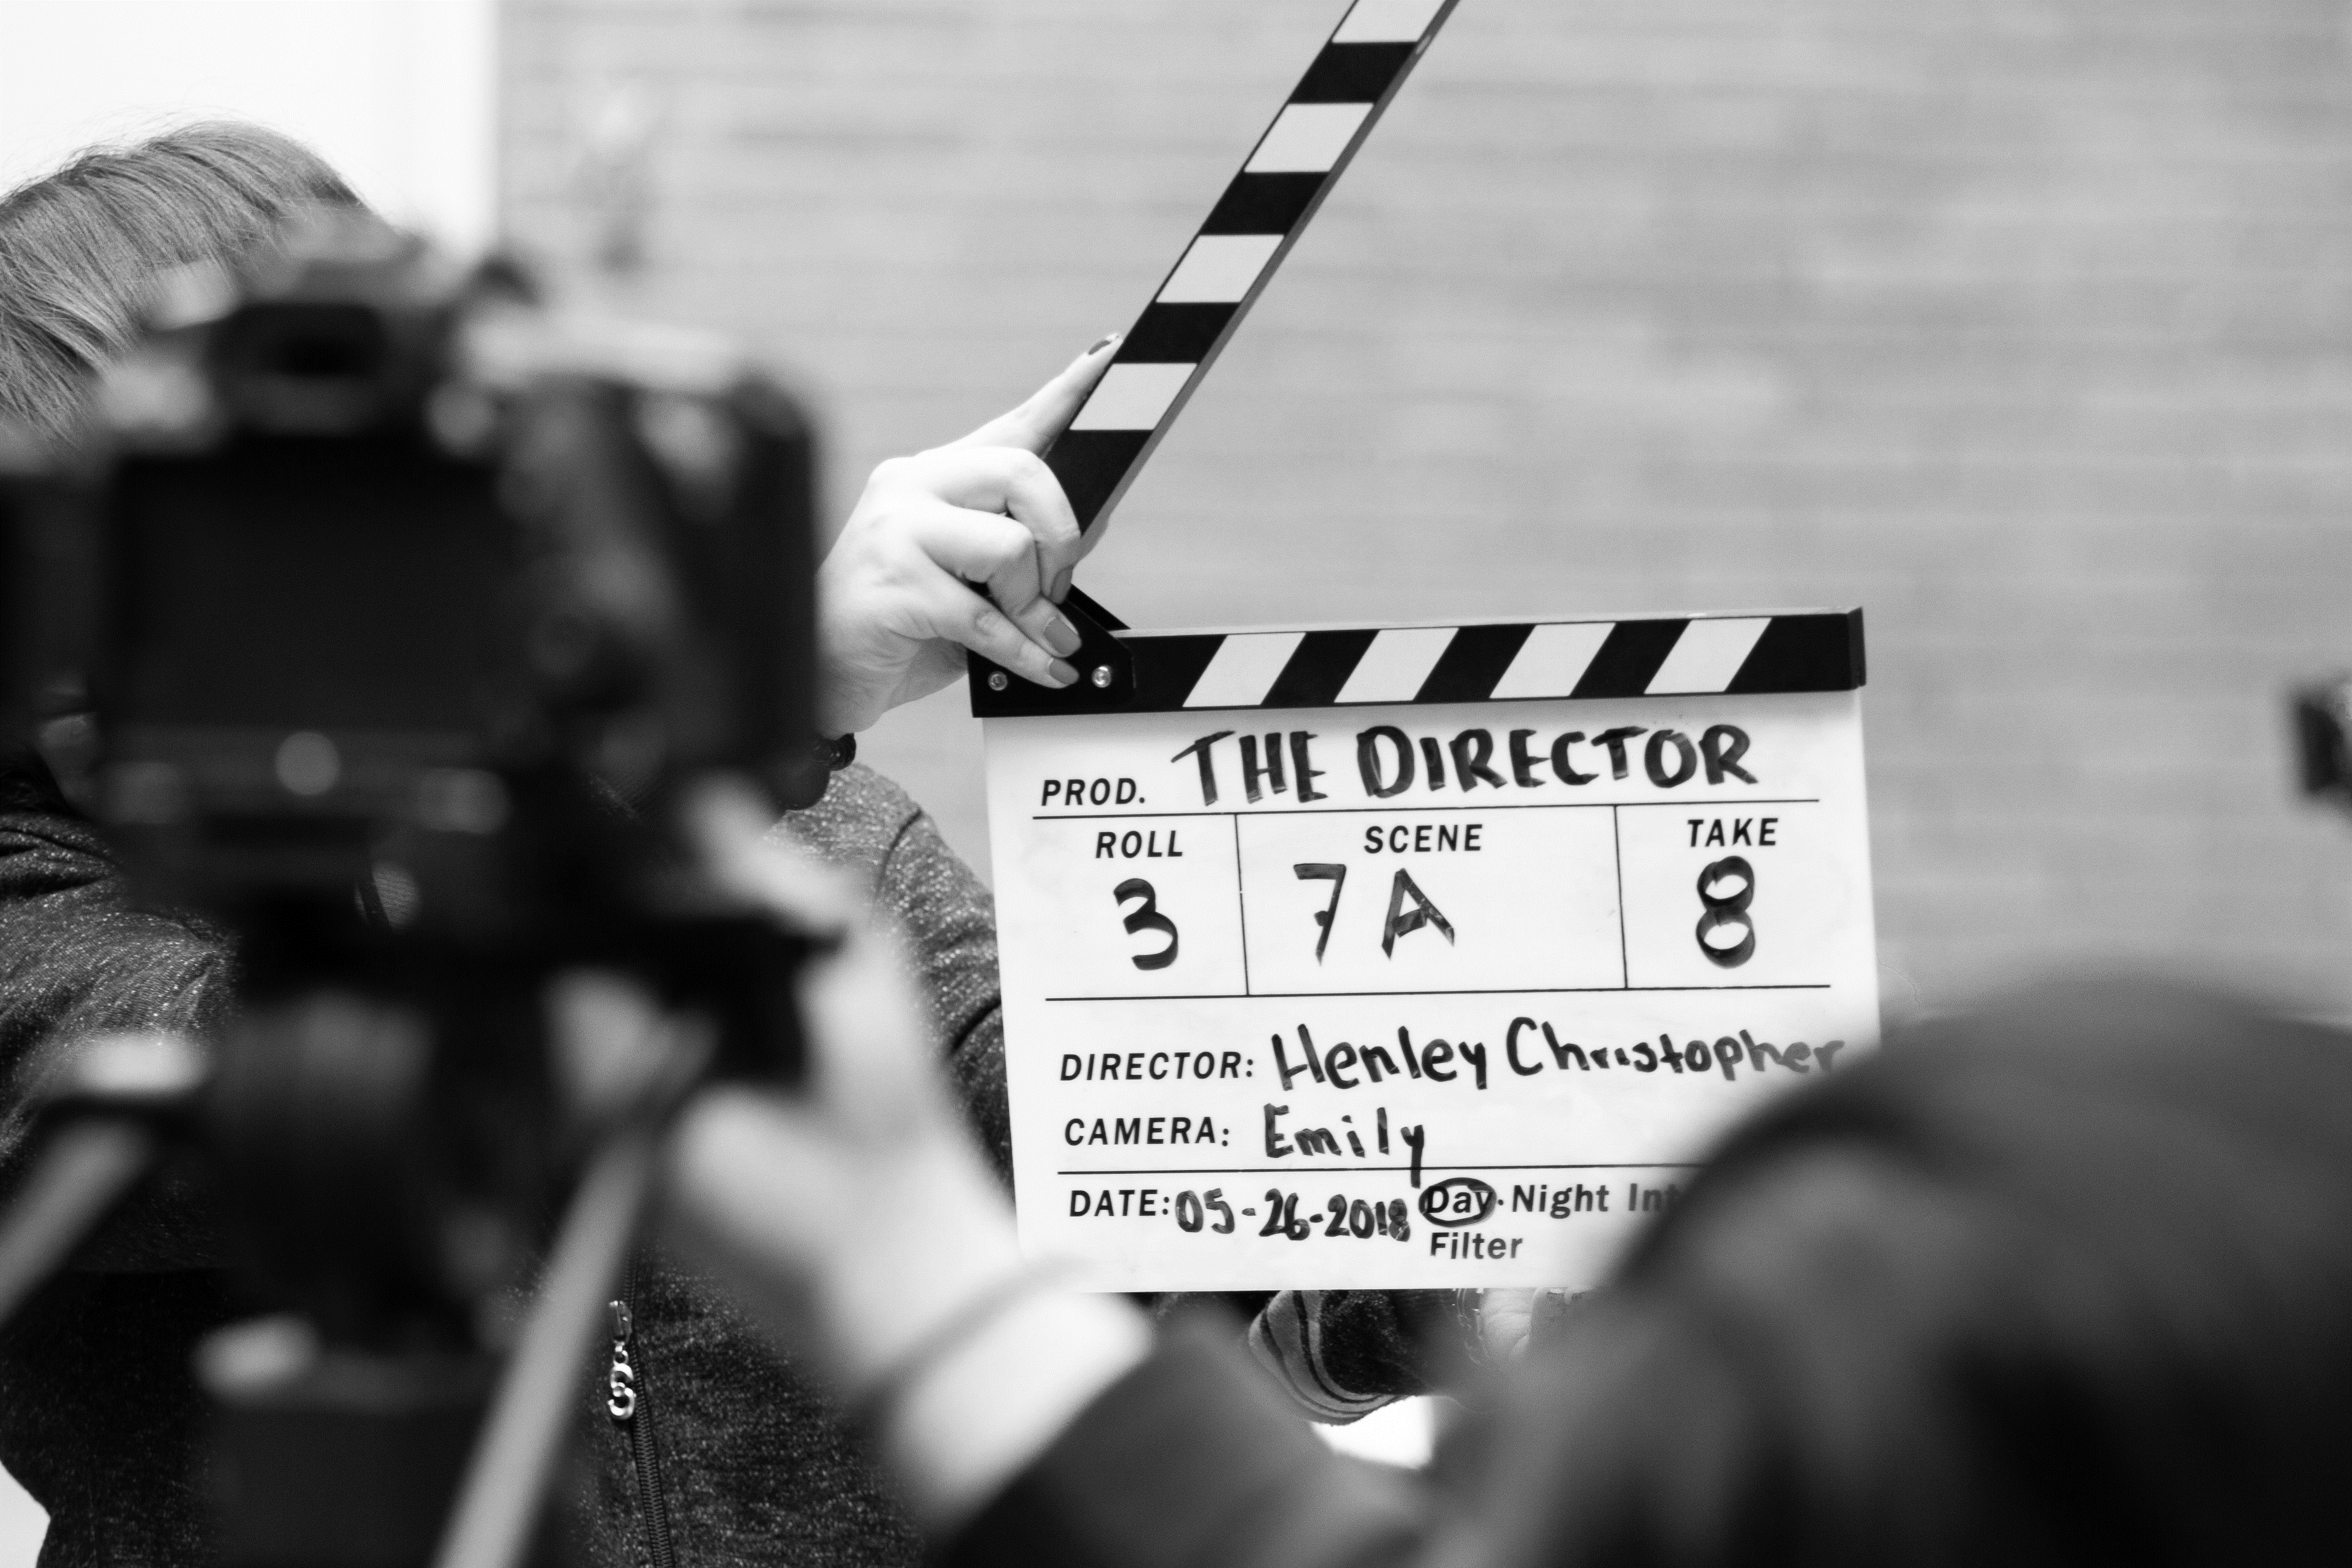 PROD. THE DIRECTOR
ROLL SCENE TAKE
3 7A 8
DIRECTOR: Henley Christopher
CAMERA: Emily
DATE: 05-26-2018 Day·Night Int
Filter